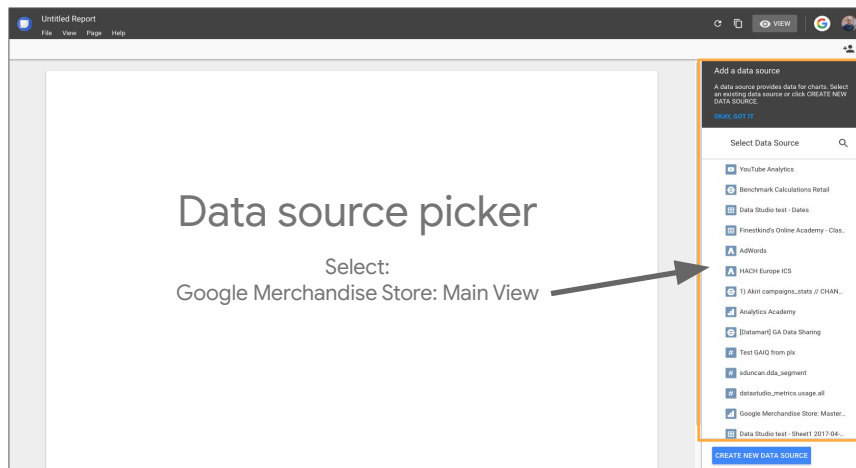 Untitled Report
File View Page Help
VIEW
Add a data source
A data source provides data for charts. Select
an existing data source or click CREATE NEW
DATA SOURCE.
OKAY, GOT IT
Select Data Source
YouTube Analytics
Benchmark Calculations Retail
Data Studio test - Dates
Finestkind's Online Academy - Clas..
AdWords
HACH Europe ICS
1) Akiri campaigns_stats // CHAN...
Analytics Academy
[Datamart] GA Data Sharing
Test GAIQ from plx
sduncan.dda_segment
datastudio_metrics.usage.all
Google Merchandise Store: Master...
Data Studio test - Sheet1 2017-04-...
CREATE NEW DATA SOURCE
Data source picker
Select:
Google Merchandise Store: Main View